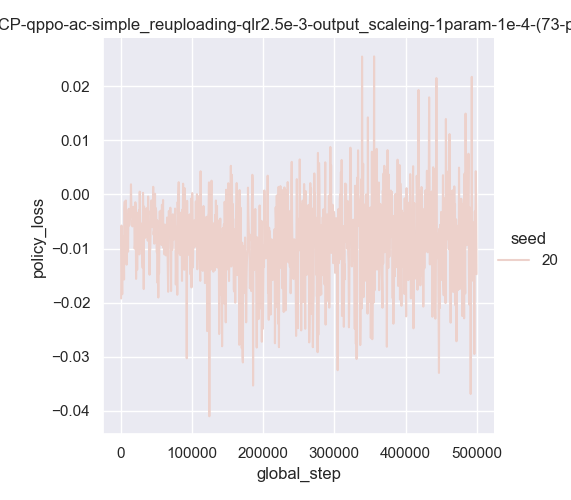 CP-qppo-ac-simple_reuploading-qlr2.5e-3-output_scaleing-1param-1e-4-(73-p
0.02
0.01
0.00
−0.01
−0.02
−0.03
−0.04
policy_loss
0 100000 200000 300000 400000 500000
global_step
seed
20